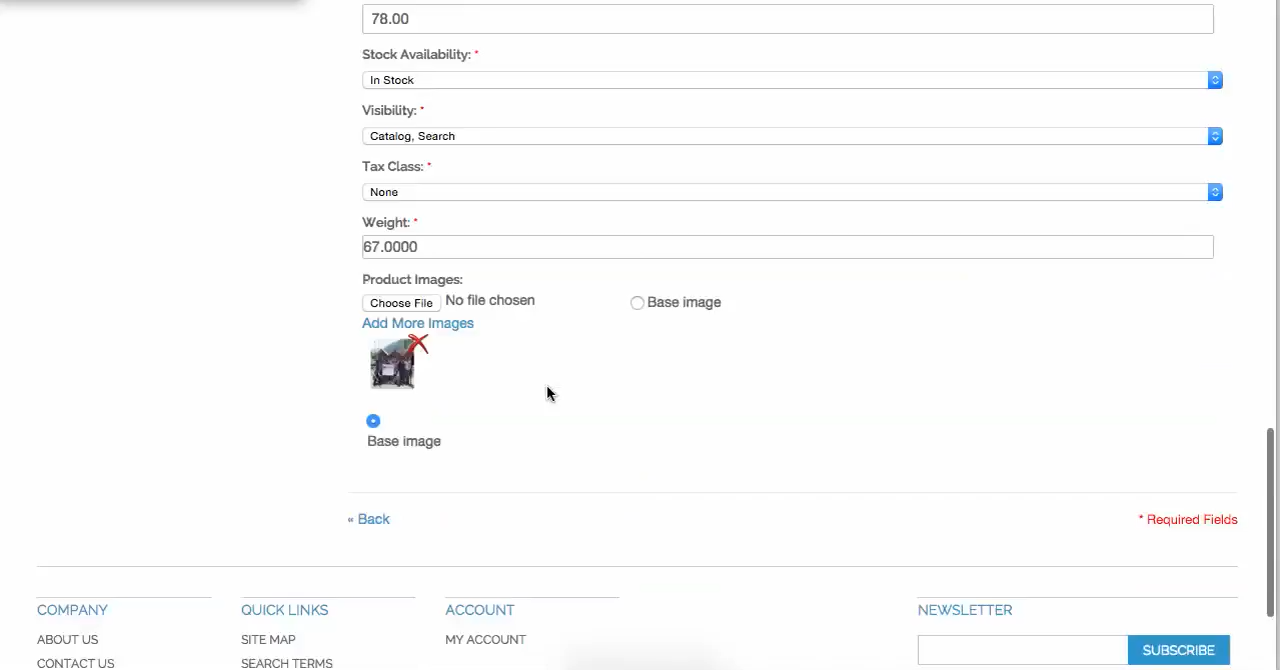 78.00
Stock Availability: *
In Stock
Visibility: *
Catalog, Search
Tax Class: *
None
Weight: *
67.0000
Product Images:
Choose File No file chosen Base image
Add More Images
Base image
« Back * Required Fields
COMPANY QUICK LINKS ACCOUNT NEWSLETTER
ABOUT US SITE MAP MY ACCOUNT SUBSCRIBE
CONTACT US SEARCH TERMS